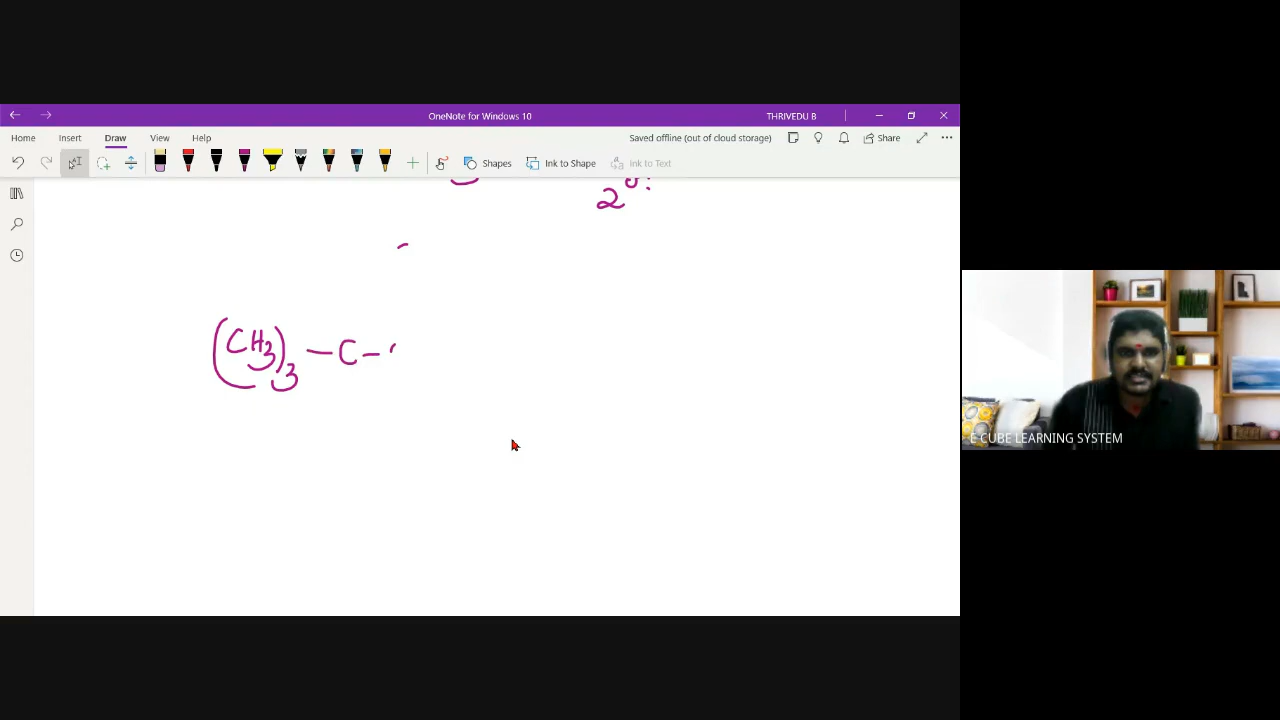 OneNote for Windows 10
THRIVEDU B
Home Insert Draw View Help
Saved offline (out of cloud storage)
Share
Shapes
Ink to Shape
Ink to Text
2
(CH3)3 – C –
E CUBE LEARNING SYSTEM